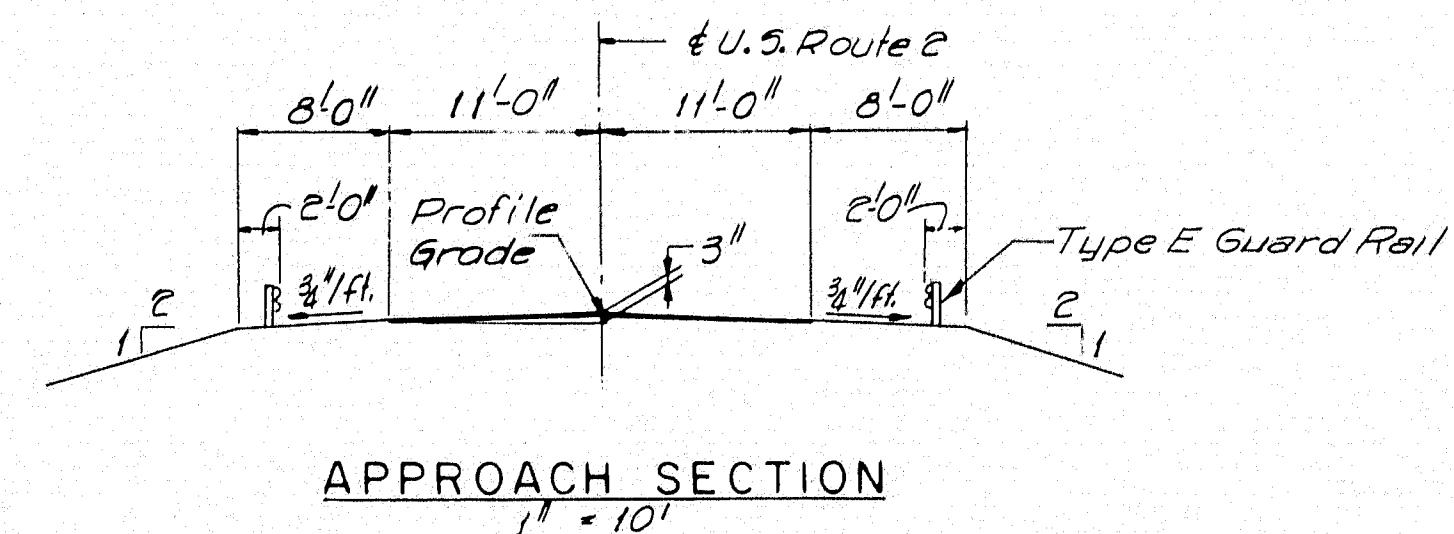 ℄ U.S. Route 2
8'-0" 11'-0" 11'-0" 8'-0"
2'-0" 2'-0"
Profile
Grade
3"
Type E Guard Rail
3/4"/ft. 3/4"/ft.
2 2
1 1
APPROACH SECTION
1" = 10'